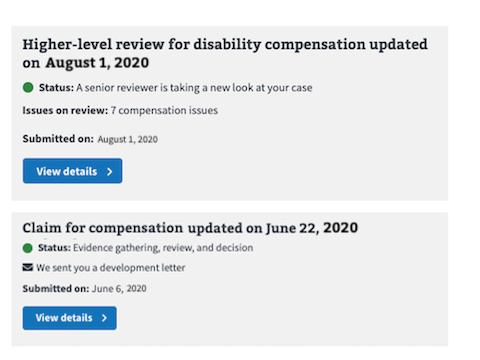 Higher-level review for disability compensation updated
on August 1, 2020
Status: A senior reviewer is taking a new look at your case
Issues on review: 7 compensation issues
Submitted on: August 1, 2020
View details
Claim for compensation updated on June 22, 2020
Status: Evidence gathering, review, and decision
We sent you a development letter
Submitted on: June 6, 2020
View details